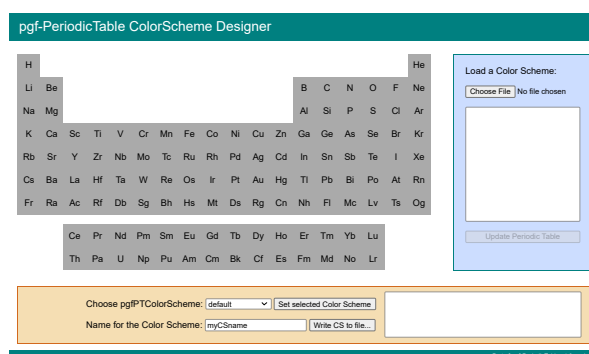 pgf-PeriodicTable ColorScheme Designer
H He
Li Be B C N O F Ne
Na Mg Al Si P S Cl Ar
K Ca Sc Ti V Cr Mn Fe Co Ni Cu Zn Ga Ge As Se Br Kr
Rb Sr Y Zr Nb Mo Tc Ru Rh Pd Ag Cd In Sn Sb Te I Xe
Cs Ba La Hf Ta W Re Os Ir Pt Au Hg Tl Pb Bi Po At Rn
Fr Ra Ac Rf Db Sg Bh Hs Mt Ds Rg Cn Nh Fl Mc Lv Ts Og
Ce Pr Nd Pm Sm Eu Gd Tb Dy Ho Er Tm Yb Lu
Th Pa U Np Pu Am Cm Bk Cf Es Fm Md No Lr
Load a Color Scheme:
Choose File No file chosen
Update Periodic Table
Choose pgfPTColorScheme: default Set selected Color Scheme
Name for the Color Scheme: myCSname Write CS to file...